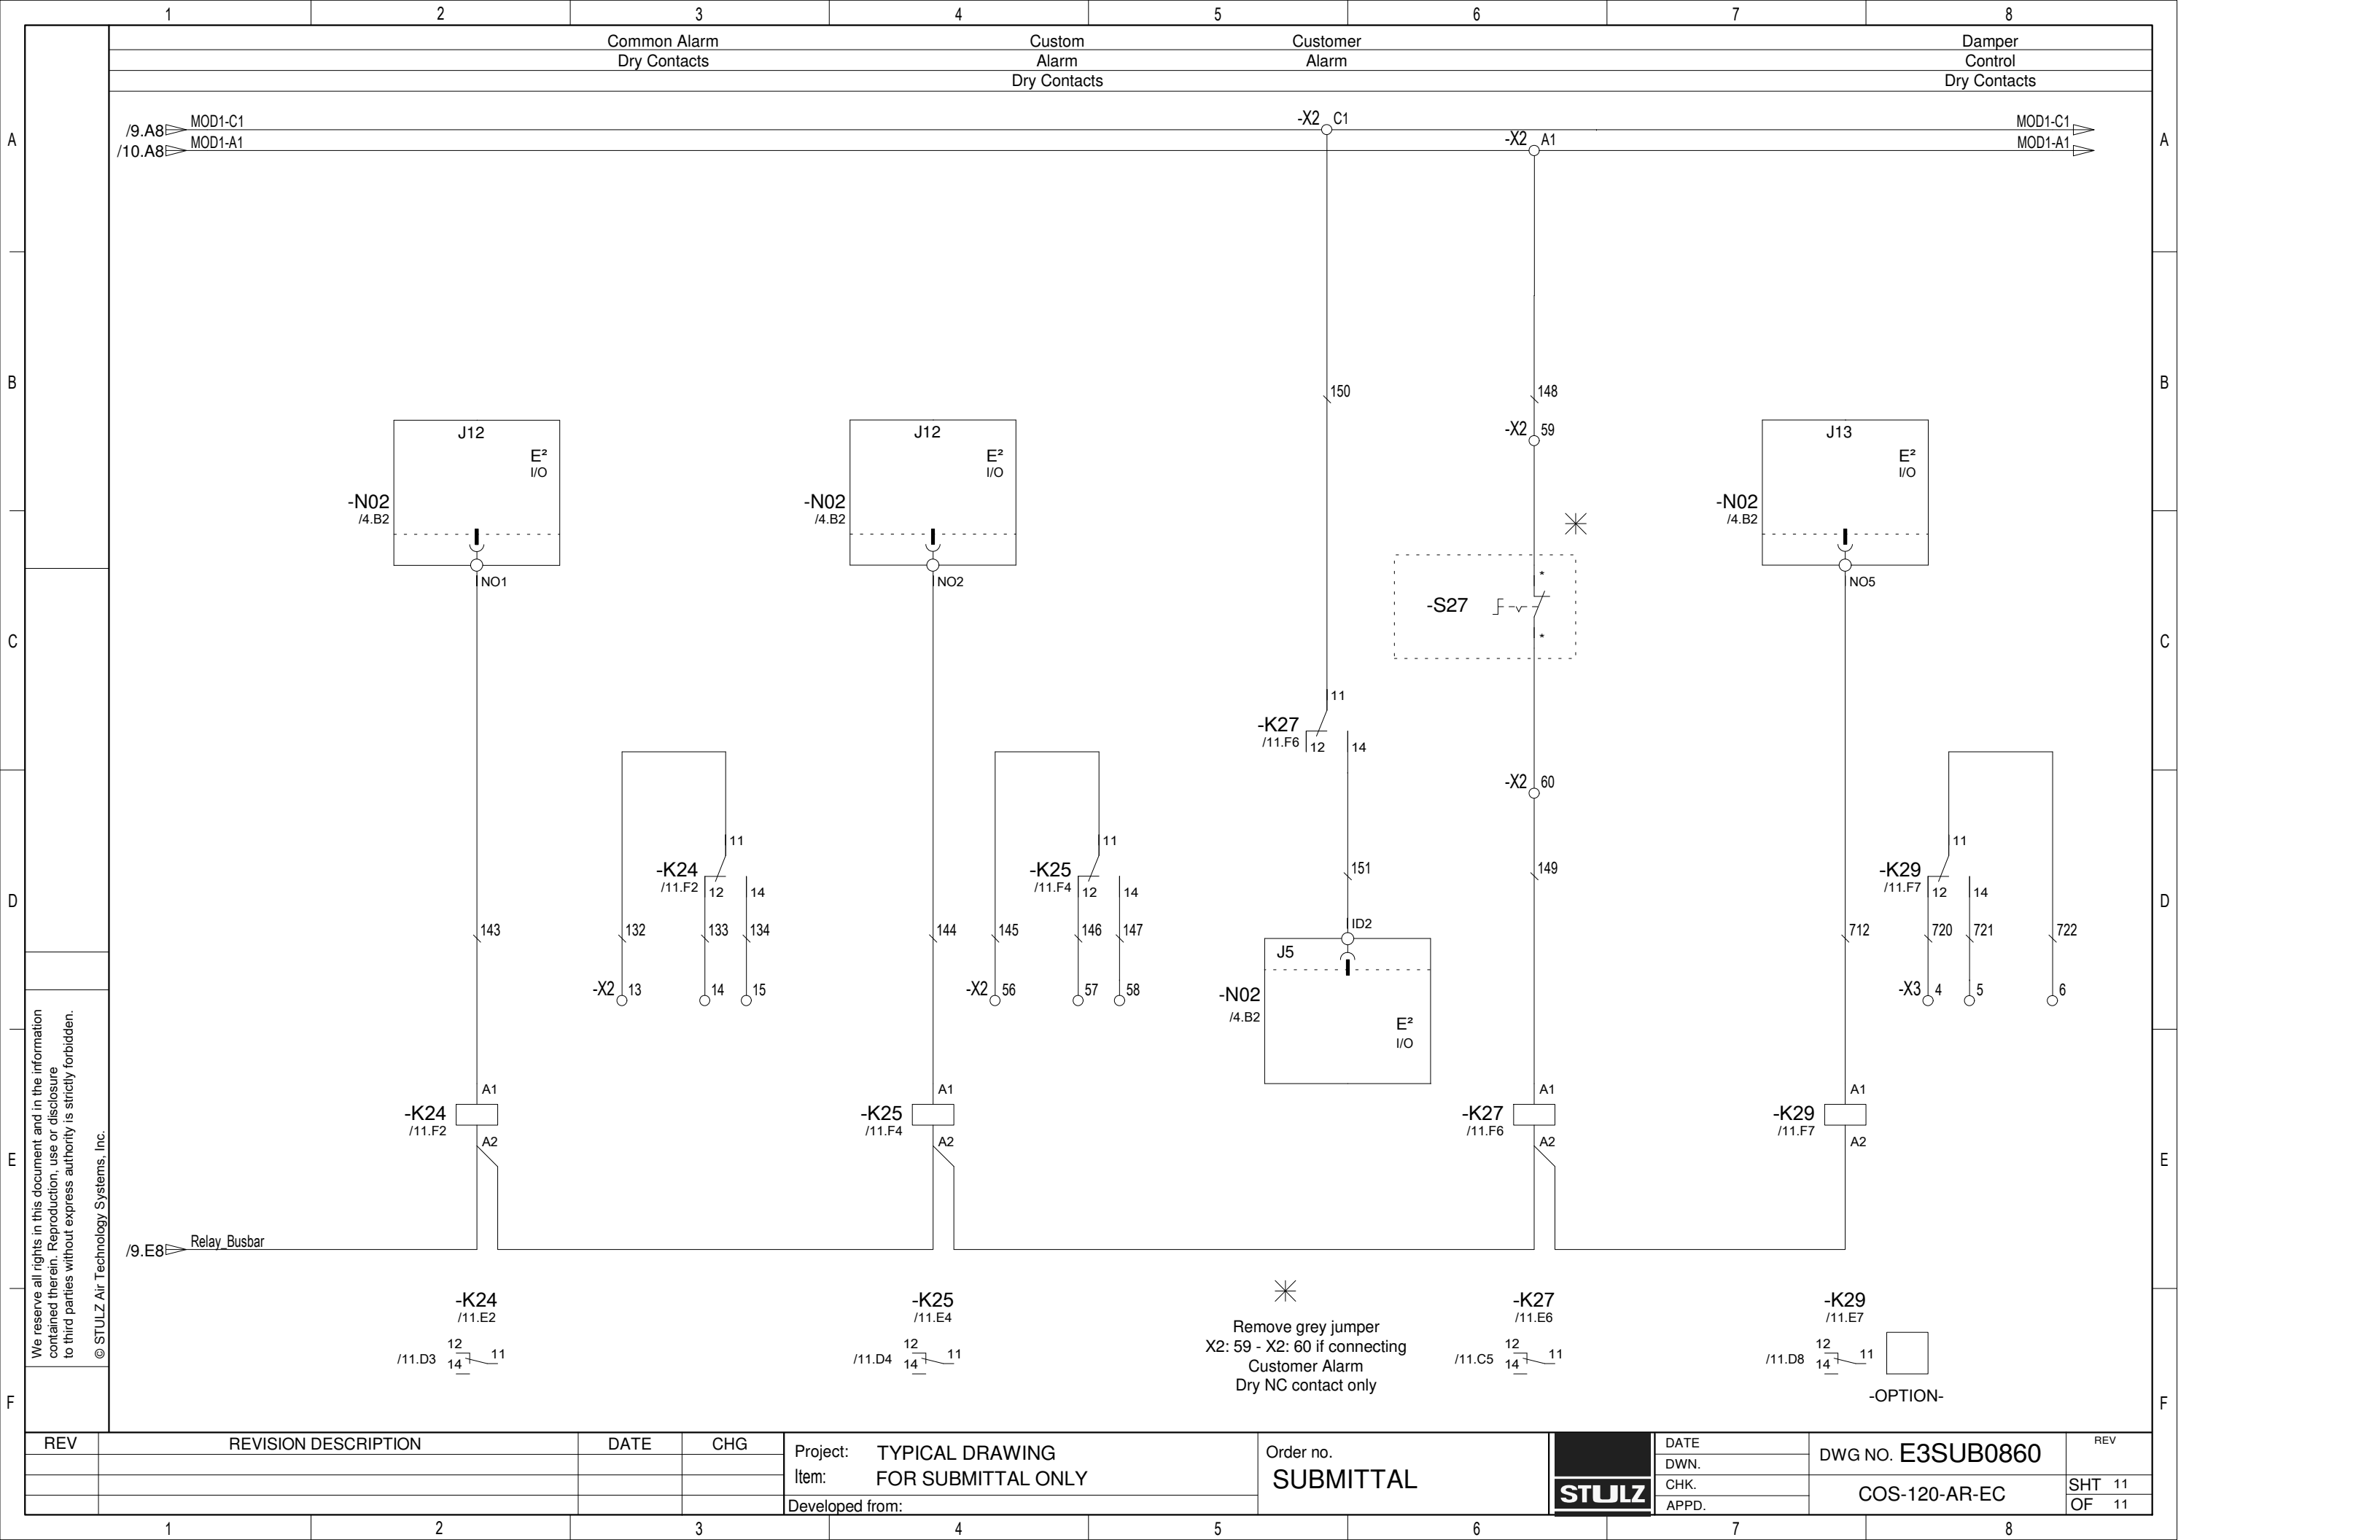 1 2 3 4 5 6 7 8
Common Alarm Custom Customer Damper
Dry Contacts Alarm Alarm Control
Dry Contacts Dry Contacts
A A
/9.A8 MOD1-C1 -X2 C1 MOD1-C1
/10.A8 MOD1-A1 -X2 A1 MOD1-A1
B B
150 148
-X2 59
J12 J12 J13
E² E² E²
I/O I/O I/O
-N02 -N02 -N02
/4.B2 /4.B2 /4.B2
NO1 NO2 * NO5
-S27
*
C C
11
-K27
/11.F6 12 14
-X2 60
11 11 11
-K24 -K25 151 149 -K29
/11.F2 12 14 /11.F4 12 14 /11.F7 12 14
D D
143 132 133 134 144 145 146 147 ID2 712 720 721 722
J5
-X2 13 14 15 -X2 56 57 58 -N02 -X3 4 5 6
/4.B2
E²
I/O
A1 A1 A1 A1
-K24 -K25 -K27 -K29
/11.F2 /11.F4 /11.F6 /11.F7
A2 A2 A2 A2
E E
/9.E8 Relay_Busbar
-K24 -K25 -K27 -K29
/11.E2 /11.E4 /11.E6 /11.E7
Remove grey jumper
X2: 59 - X2: 60 if connecting
Customer Alarm
Dry NC contact only
/11.D3 12 14 11 /11.D4 12 14 11 /11.C5 12 14 11 /11.D8 12 14 11
-OPTION-
F F
We reserve all rights in this document and in the information
contained therein. Reproduction, use or disclosure
to third parties without express authority is strictly forbidden.
© STULZ Air Technology Systems, Inc.
REV REVISION DESCRIPTION DATE CHG
Project: TYPICAL DRAWING
Item: FOR SUBMITTAL ONLY
Developed from:
Order no.
SUBMITTAL
STULZ
DATE
DWN.
CHK.
APPD.
DWG NO. E3SUB0860
COS-120-AR-EC
REV
SHT 11
OF 11
1 2 3 4 5 6 7 8